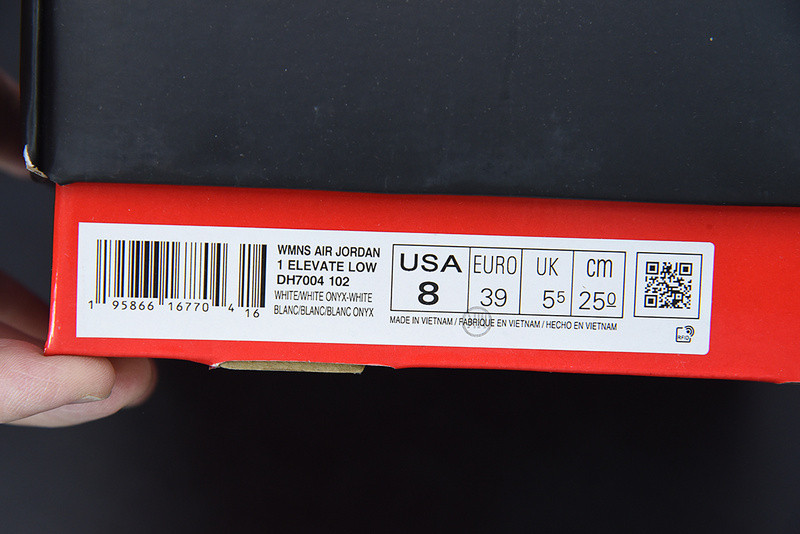 WMNS AIR JORDAN
1 ELEVATE LOW
DH7004 102
WHITE/WHITE ONYX-WHITE
BLANC/BLANC/BLANC ONYX
1 95866 16770 4 16
USA EURO UK cm
8 39 5⁵ 25⁰
MADE IN VIETNAM / FABRIQUE EN VIETNAM / HECHO EN VIETNAM
RFID